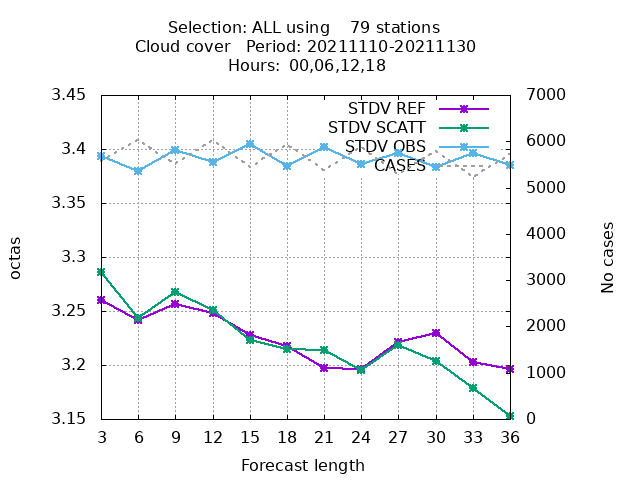 Selection: ALL using    79 stations
Cloud cover   Period: 20211110-20211130
Hours: 00,06,12,18
3.45
3.4
3.35
3.3
3.25
3.2
3.15
7000
6000
5000
4000
3000
2000
1000
0
octas
No cases
STDV REF
STDV SCATT
STDV OBS
CASES
3 6 9 12 15 18 21 24 27 30 33 36
Forecast length